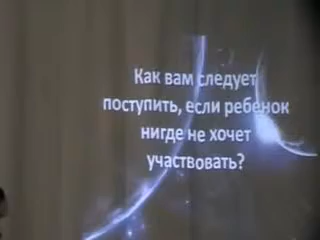 Как вам следует
поступить, если ребенок
нигде не хочет
участвовать?